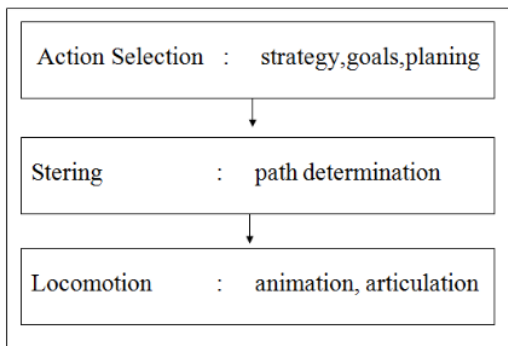 Action Selection : strategy,goals,planing
Stering : path determination
Locomotion : animation, articulation